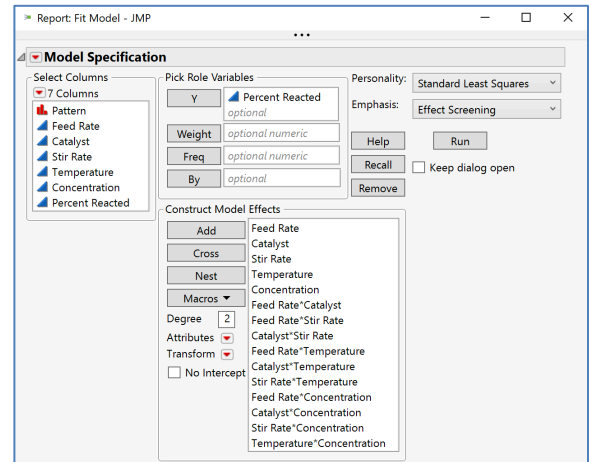 Report: Fit Model - JMP
Model Specification
Select Columns
7 Columns
Pattern
Feed Rate
Catalyst
Stir Rate
Temperature
Concentration
Percent Reacted
Pick Role Variables
Y
Percent Reacted
optional
Weight
optional numeric
Freq
optional numeric
By
optional
Personality:
Standard Least Squares
Emphasis:
Effect Screening
Help
Run
Recall
Keep dialog open
Remove
Construct Model Effects
Add
Cross
Nest
Macros
Degree
2
Attributes
Transform
No Intercept
Feed Rate
Catalyst
Stir Rate
Temperature
Concentration
Feed Rate*Catalyst
Feed Rate*Stir Rate
Catalyst*Stir Rate
Feed Rate*Temperature
Catalyst*Temperature
Stir Rate*Temperature
Feed Rate*Concentration
Catalyst*Concentration
Stir Rate*Concentration
Temperature*Concentration